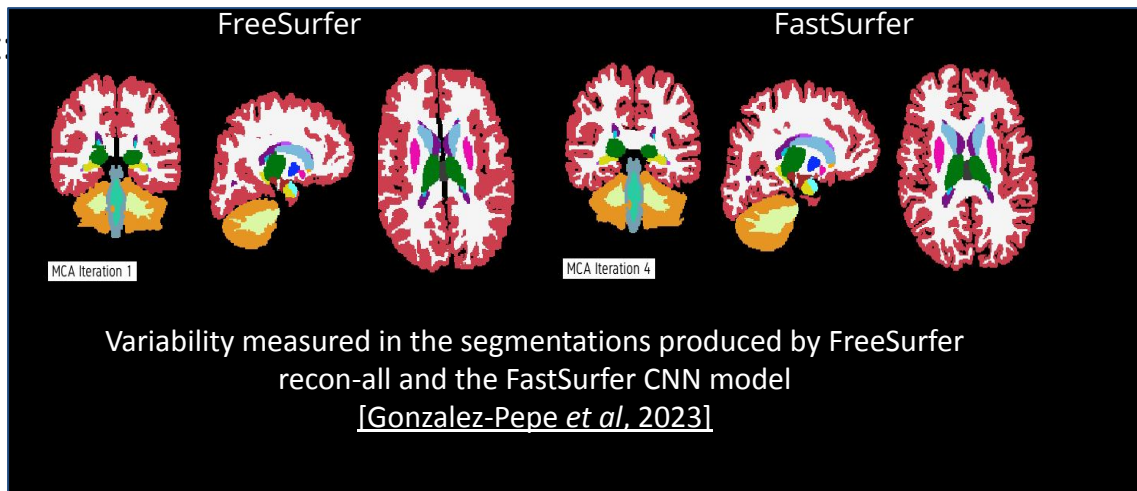 FreeSurfer
FastSurfer
MCA Iteration 1
MCA Iteration 4
Variability measured in the segmentations produced by FreeSurfer
recon-all and the FastSurfer CNN model
[Gonzalez-Pepe et al, 2023]